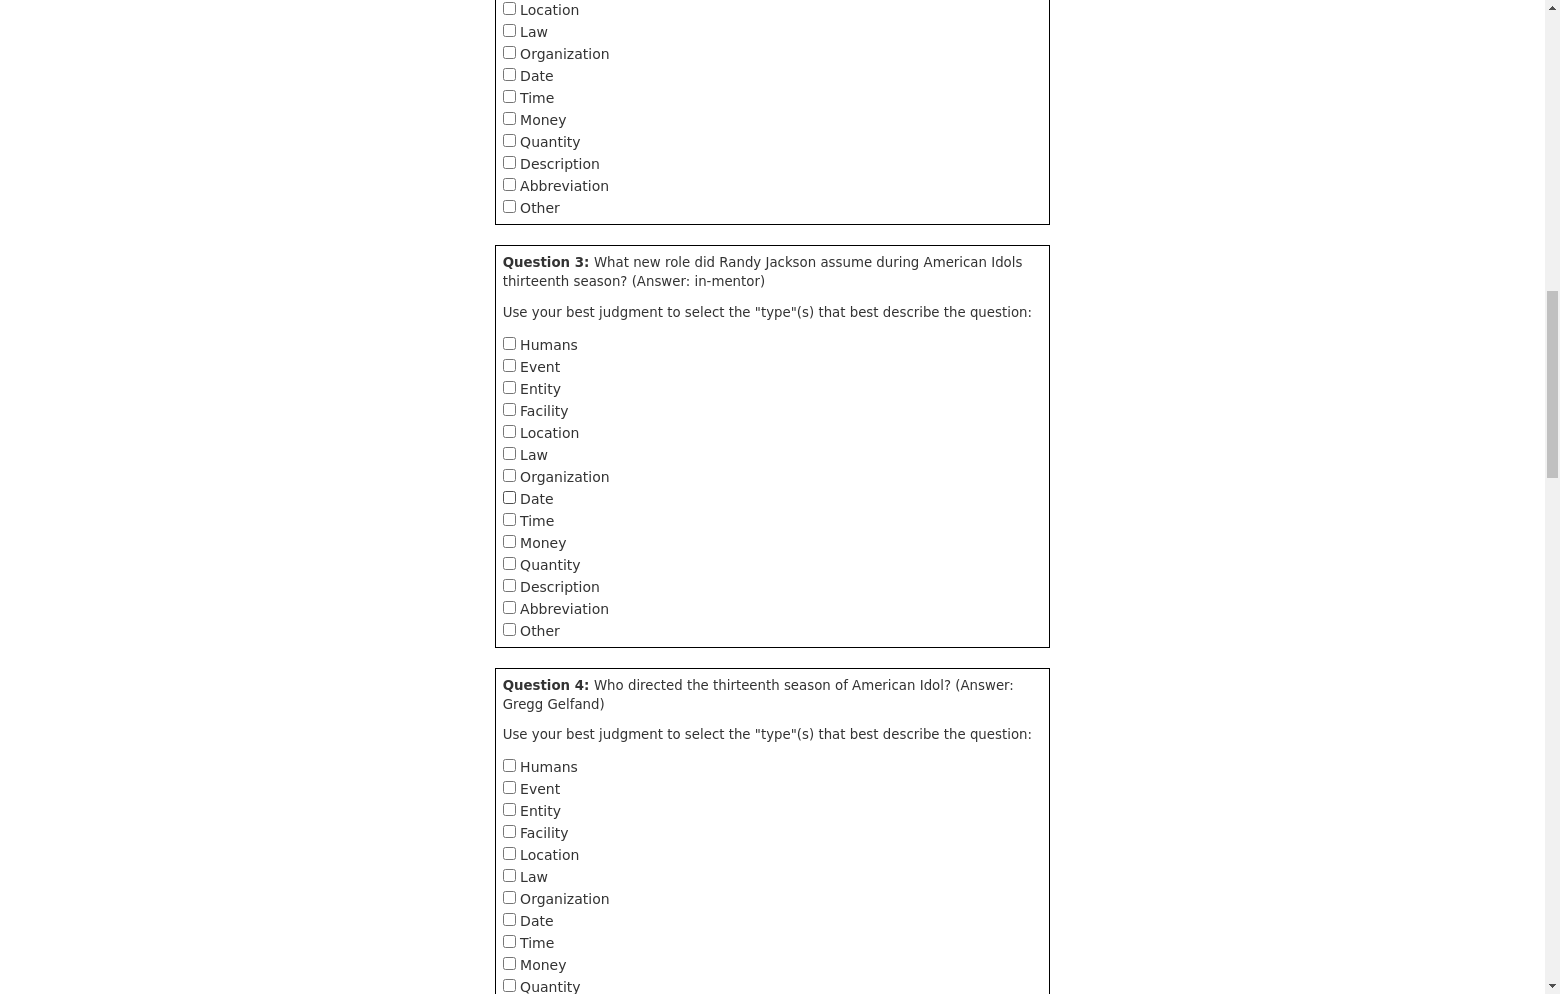 Location
Law
Organization
Date
Time
Money
Quantity
Description
Abbreviation
Other
Question 3: What new role did Randy Jackson assume during American Idols
thirteenth season? (Answer: in-mentor)
Use your best judgment to select the "type"(s) that best describe the question:
Humans
Event
Entity
Facility
Location
Law
Organization
Date
Time
Money
Quantity
Description
Abbreviation
Other
Question 4: Who directed the thirteenth season of American Idol? (Answer:
Gregg Gelfand)
Use your best judgment to select the "type"(s) that best describe the question:
Humans
Event
Entity
Facility
Location
Law
Organization
Date
Time
Money
Quantity